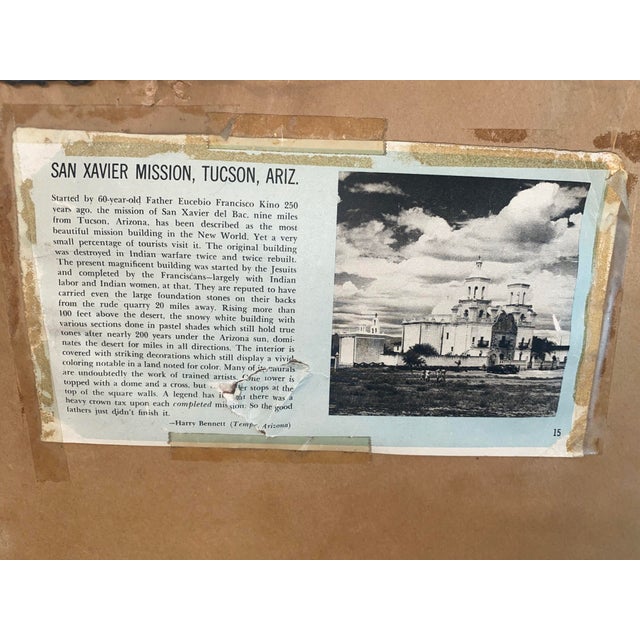 SAN XAVIER MISSION, TUCSON, ARIZ.
Started by 60-year-old Father Eucebio Francisco Kino 250
years ago, the mission of San Xavier del Bac, nine miles
from Tucson, Arizona, has been described as the most
beautiful mission building in the New World. Yet a very
small percentage of tourists visit it. The original building
was destroyed in Indian warfare twice and twice rebuilt.
The present magnificent building was started by the Jesuits
and completed by the Franciscans—largely with Indian
labor and Indian women, at that. They are reputed to have
carried even the large foundation stones on their backs
from the rude quarry 20 miles away. Rising more than
100 feet above the desert, the snowy white building with
various sections done in pastel shades which still hold true
tones after nearly 200 years under the Arizona sun, domi-
nates the desert for miles in all directions. The interior is
covered with striking decorations which still display a vivid
coloring notable in a land noted for color. Many of its murals
are undoubtedly the work of trained artists. One tower is
topped with a dome and a cross, but stops at the
top of the square walls. A legend has it that there was a
heavy crown tax upon each completed mission. So the good
fathers just didn't finish it.
—Harry Bennett (Tempe, Arizona)
15